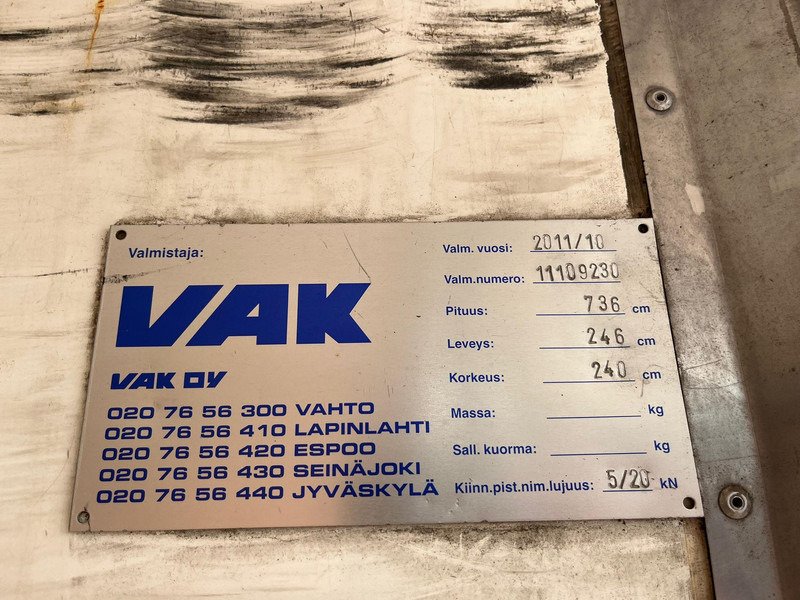 Valmistaja:
VAK
VAK OY
020 76 56 300 VAHTO
020 76 56 410 LAPINLAHTI
020 76 56 420 ESPOO
020 76 56 430 SEINÄJOKI
020 76 56 440 JYVÄSKYLÄ
Valm. vuosi: 2011/10
Valm.numero: 11109230
Pituus: 736 cm
Leveys: 246 cm
Korkeus: 240 cm
Massa: kg
Sall. kuorma: kg
Kiinn.pist.nim.lujuus: 5/20 kN